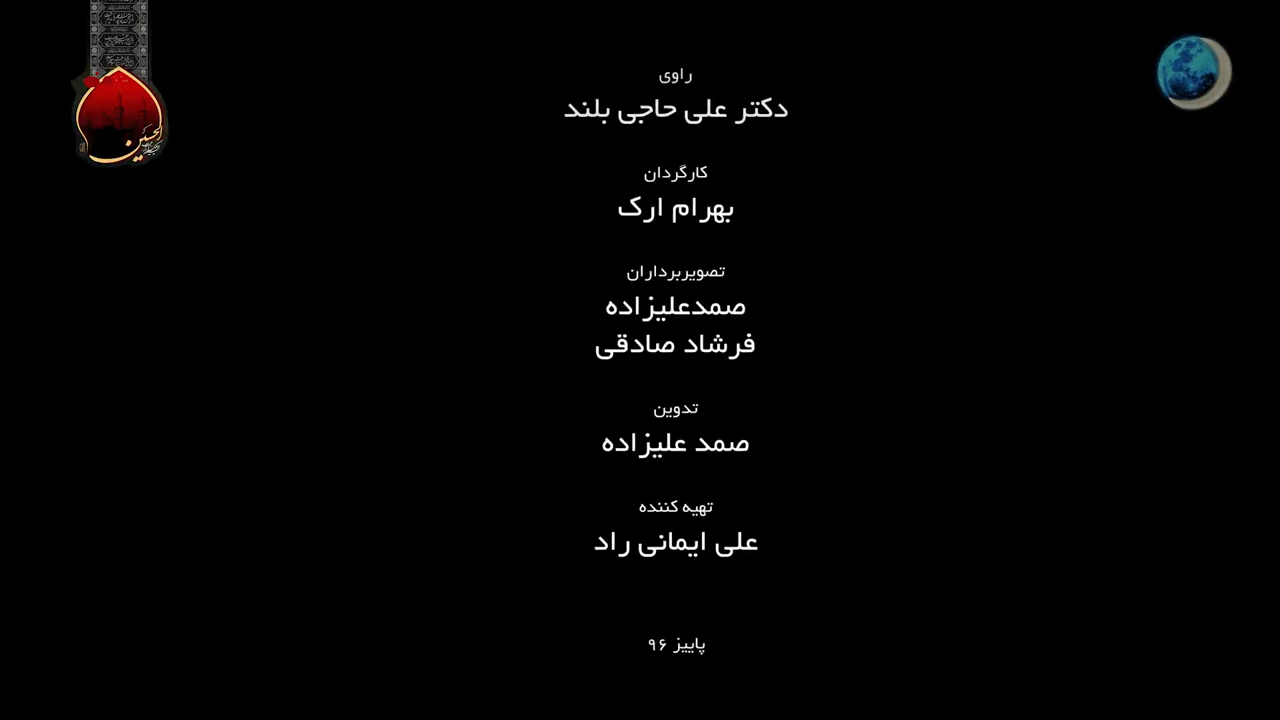 راوی
دکتر علی حاجی بلند
کارگردان
بهرام ارک
تصویربرداران
صمدعلیزاده
فرشاد صادقی
تدوین
صمد علیزاده
تهیه کننده
علی ایمانی راد
پاییز ۹۶
الحسین